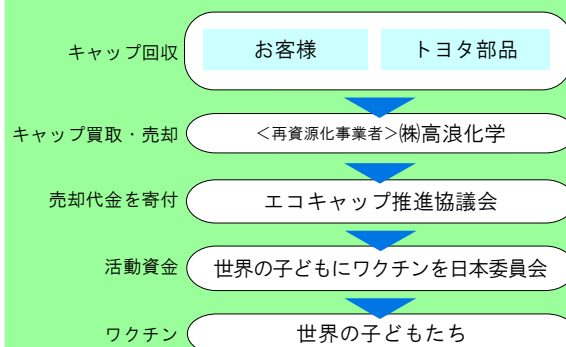 キャップ回収
お客様
トヨタ部品
キャップ買取・売却
＜再資源化事業者＞㈱高浪化学
売却代金を寄付
エコキャップ推進協議会
活動資金
世界の子どもにワクチンを日本委員会
ワクチン
世界の子どもたち